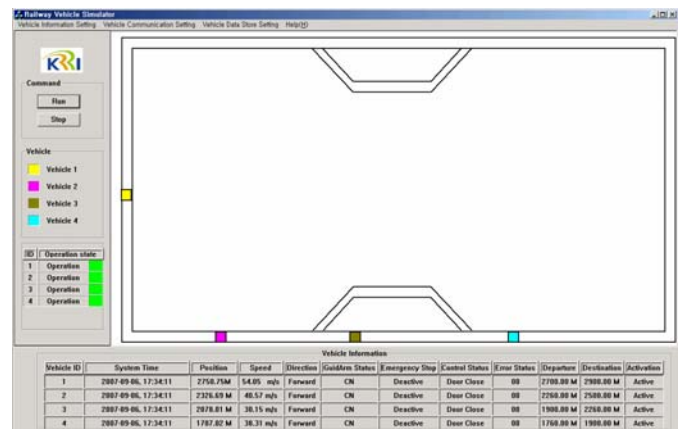 Railway Vehicle Simulator
Vehicle Information Setting Vehicle Communication Setting Vehicle Data Store Setting Help(H)
KRRI
Command
Run
Stop
Vehicle
Vehicle 1
Vehicle 2
Vehicle 3
Vehicle 4
ID Operation state
1 Operation
2 Operation
3 Operation
4 Operation
Vehicle Information
Vehicle ID System Time Position Speed Direction GuidArm Status Emergency Stop Control Status Error Status Departure Destination Activation
1 2007-09-06, 17:34:11 2750.75M 54.05 m/s Forward CN Deactive Door Close 00 2700.00 M 2900.00 M Active
2 2007-09-06, 17:34:11 2326.69 M 40.57 m/s Forward CN Deactive Door Close 00 2260.00 M 2500.00 M Active
3 2007-09-06, 17:34:11 2078.01 M 30.15 m/s Forward CN Deactive Door Close 00 1900.00 M 2260.00 M Active
4 2007-09-06, 17:34:11 1787.02 M 38.31 m/s Forward CN Deactive Door Close 00 1760.00 M 1900.00 M Active